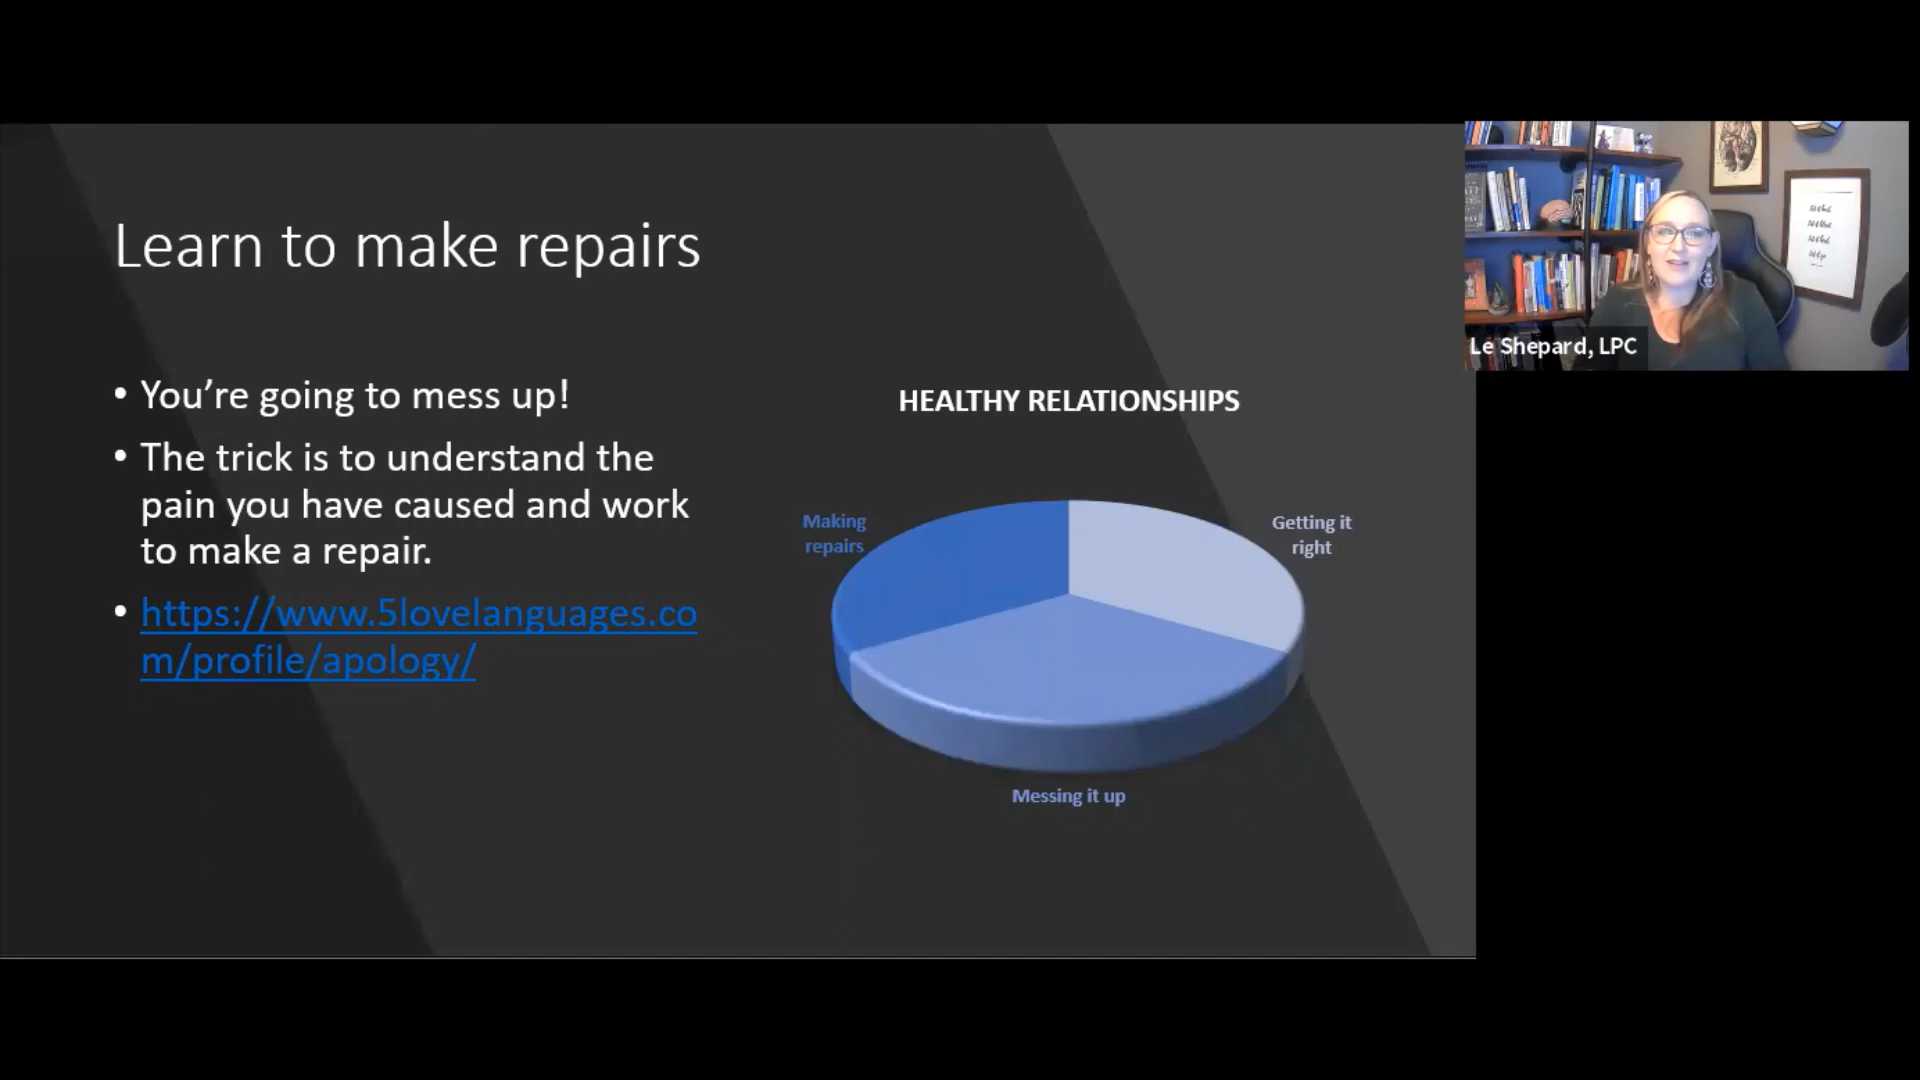 Learn to make repairs
• You’re going to mess up!
• The trick is to understand the
pain you have caused and work
to make a repair.
• https://www.5lovelanguages.co
m/profile/apology/
HEALTHY RELATIONSHIPS
Making
repairs
Getting it
right
Messing it up
Le Shepard, LPC